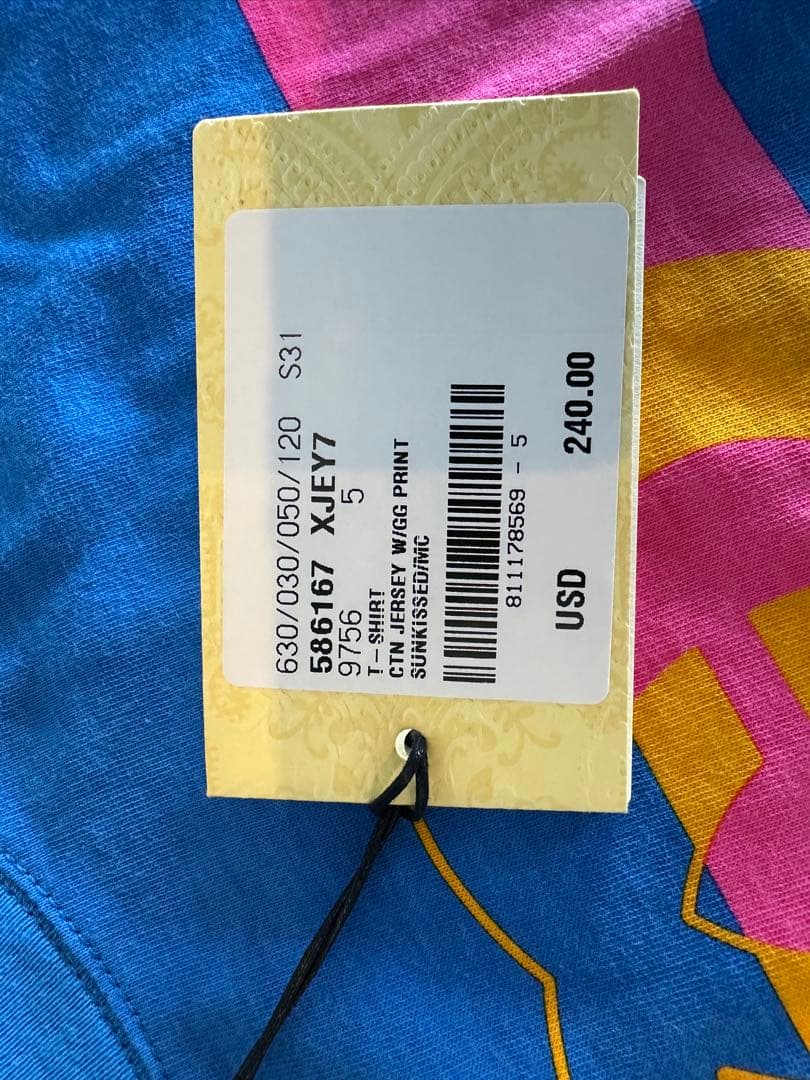 630/030/050/120 S31
586167 XJEY7
9756 5
T-SHIRT
CTN JERSEY W/GG PRINT
SUNKISSED/MC
811178569 - 5
USD 240.00